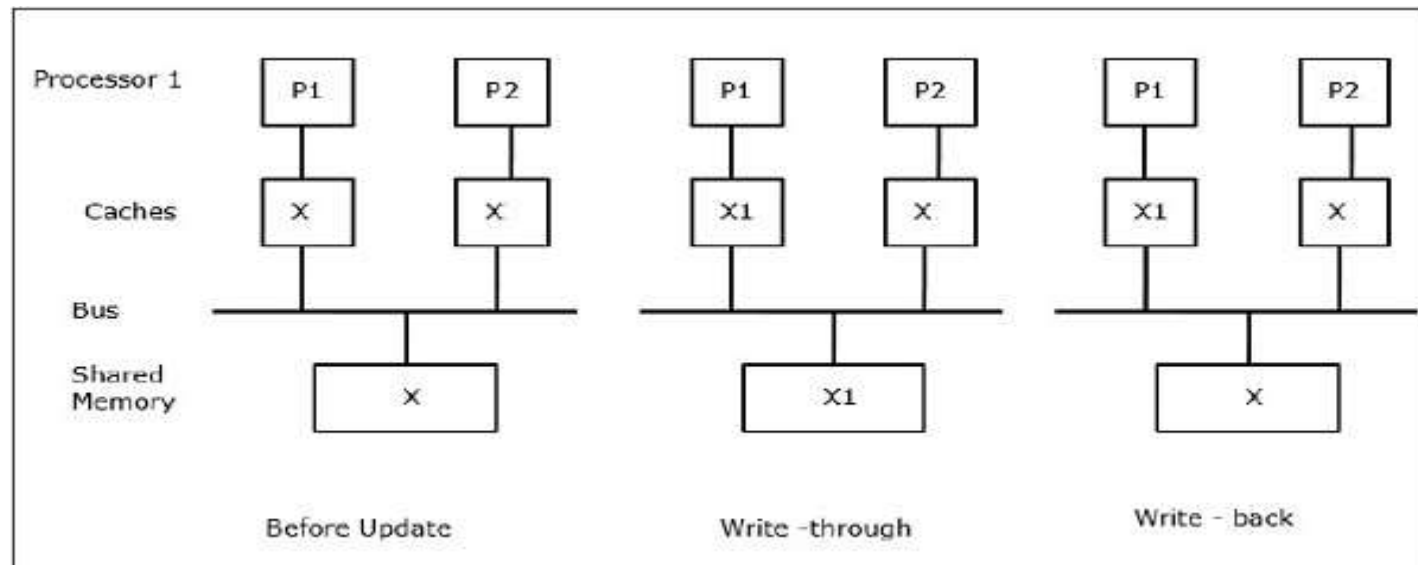 Processor 1 P1 P2 P1 P2 P1 P2
Caches X X X1 X X1 X
Bus
Shared
Memory X X1 X
Before Update Write -through Write - back